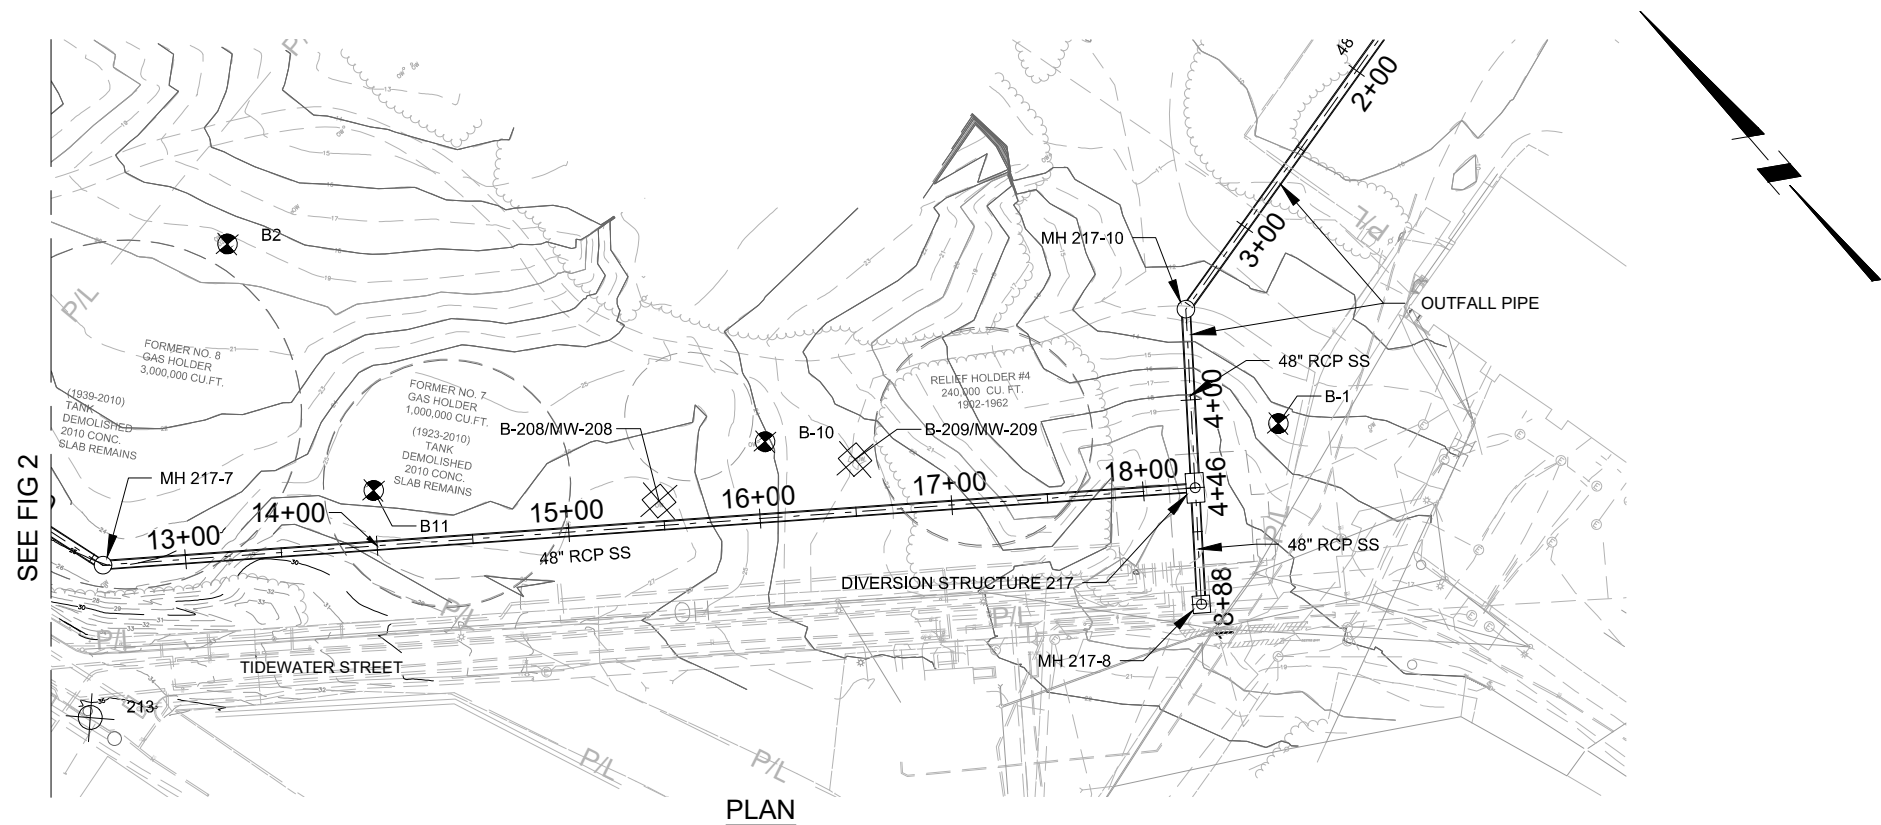 48
2+00
P/L
B2
MH 217-10
3+00
P/L
P/L
OUTFALL PIPE
FORMER NO. 8
GAS HOLDER
3,000,000 CU.FT.
(1939-2010)
TANK
DEMOLISHED
2010 CONC.
SLAB REMAINS
FORMER NO. 7
GAS HOLDER
1,000,000 CU.FT.
(1923-2010)
TANK
DEMOLISHED
2010 CONC.
SLAB REMAINS
RELIEF HOLDER #4
240,000 CU. FT.
1902-1962
48" RCP SS
4+00
B-1
B-208/MW-208
B-10
B-209/MW-209
SEE FIG 2
MH 217-7
B11
13+00
14+00
15+00
16+00
17+00
18+00
4+46
48" RCP SS
48" RCP SS
P/L
DIVERSION STRUCTURE 217
18+88
P/L
P/L
P/L
TIDEWATER STREET
MH 217-8
213
P/L
P/L
PLAN